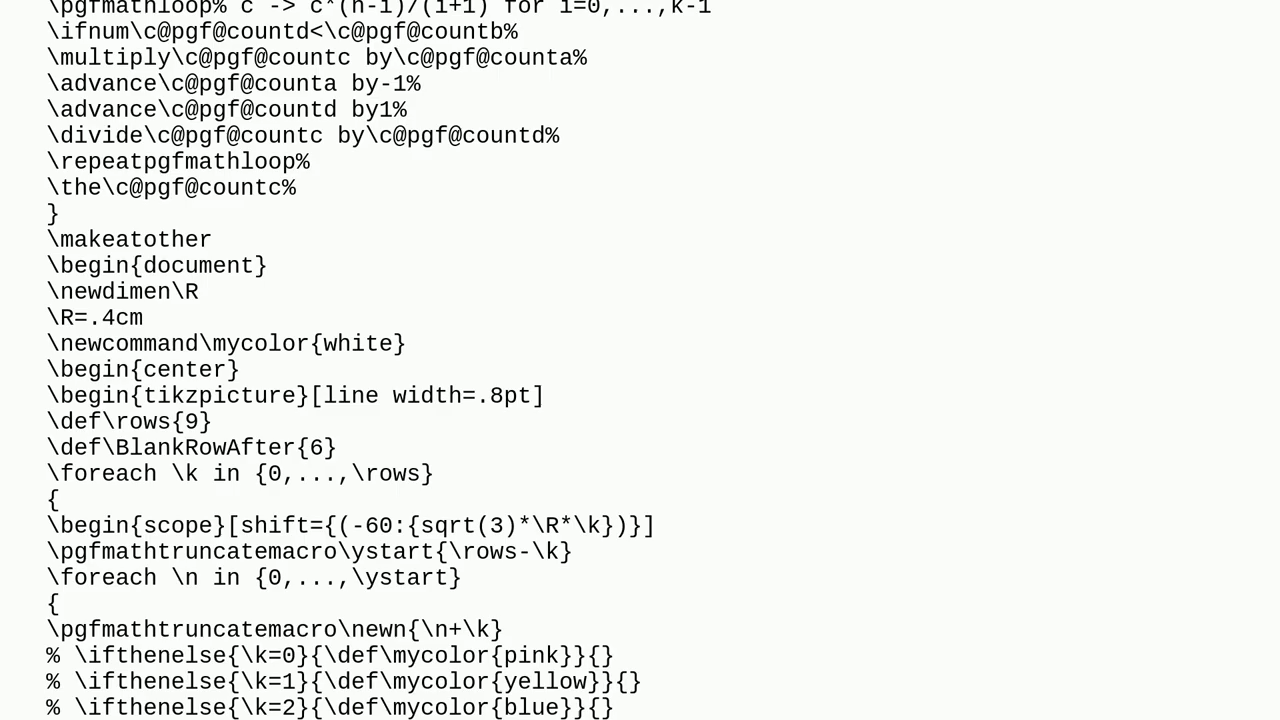 \pgfmathloop% c -> c*(n-i)/(i+1) for i=0,...,k-1
\ifnum\c@pgf@countd<\c@pgf@countb%
\multiply\c@pgf@countc by\c@pgf@counta%
\advance\c@pgf@counta by-1%
\advance\c@pgf@countd by1%
\divide\c@pgf@countc by\c@pgf@countd%
\repeatpgfmathloop%
\the\c@pgf@countc%
}
\makeatother
\begin{document}
\newdimen\R
\R=.4cm
\newcommand\mycolor{white}
\begin{center}
\begin{tikzpicture}[line width=.8pt]
\def\rows{9}
\def\BlankRowAfter{6}
\foreach \k in {0,...,\rows}
{
\begin{scope}[shift={(-60:{sqrt(3)*\R*\k})}]
\pgfmathtruncatemacro\ystart{\rows-\k}
\foreach \n in {0,...,\ystart}
{
\pgfmathtruncatemacro\newn{\n+\k}
% \ifthenelse{\k=0}{\def\mycolor{pink}}{}
% \ifthenelse{\k=1}{\def\mycolor{yellow}}{}
% \ifthenelse{\k=2}{\def\mycolor{blue}}{}